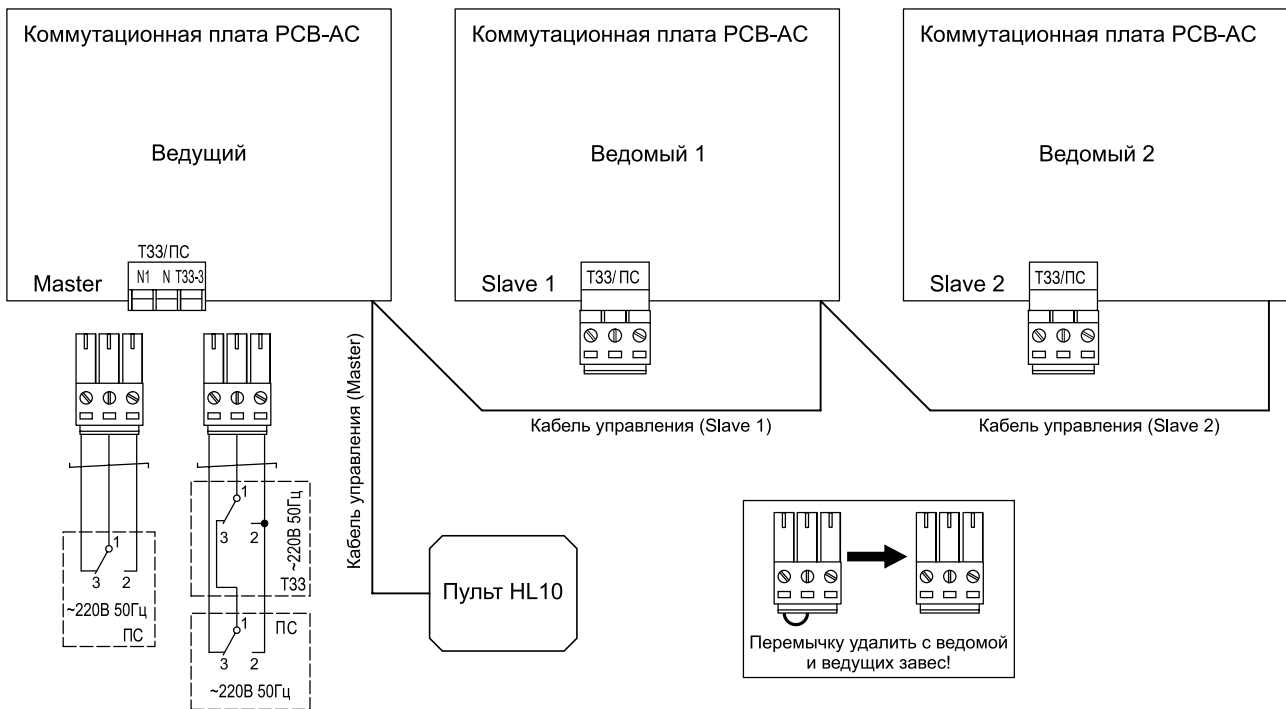 Коммутационная плата PCB-AC
Ведущий
ТЗЗ/ПС
N1 N ТЗЗ-3
Master
Коммутационная плата PCB-AC
Ведомый 1
ТЗЗ/ПС
Slave 1
Коммутационная плата PCB-AC
Ведомый 2
ТЗЗ/ПС
Slave 2
Кабель управления (Master)
Кабель управления (Slave 1)
Кабель управления (Slave 2)
1
3 2
~220В 50Гц
ПС
1
3 2
~220В 50Гц
ТЗЗ
1
ПС
3 2
~220В 50Гц
Пульт HL10
Перемычку удалить с ведомой
и ведущих завес!